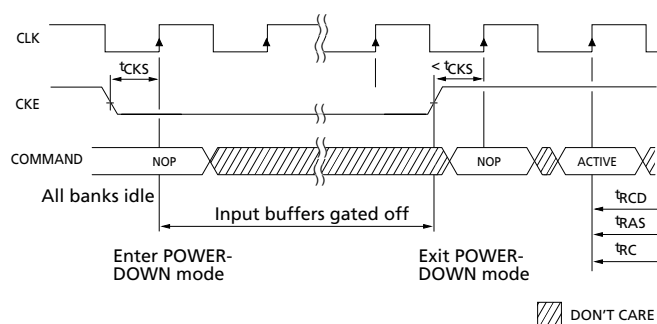 CLK
tCKS
< tCKS
CKE
COMMAND
NOP
NOP
ACTIVE
All banks idle
Input buffers gated off
tRCD
tRAS
tRC
Enter POWER-
DOWN mode
Exit POWER-
DOWN mode
DON'T CARE